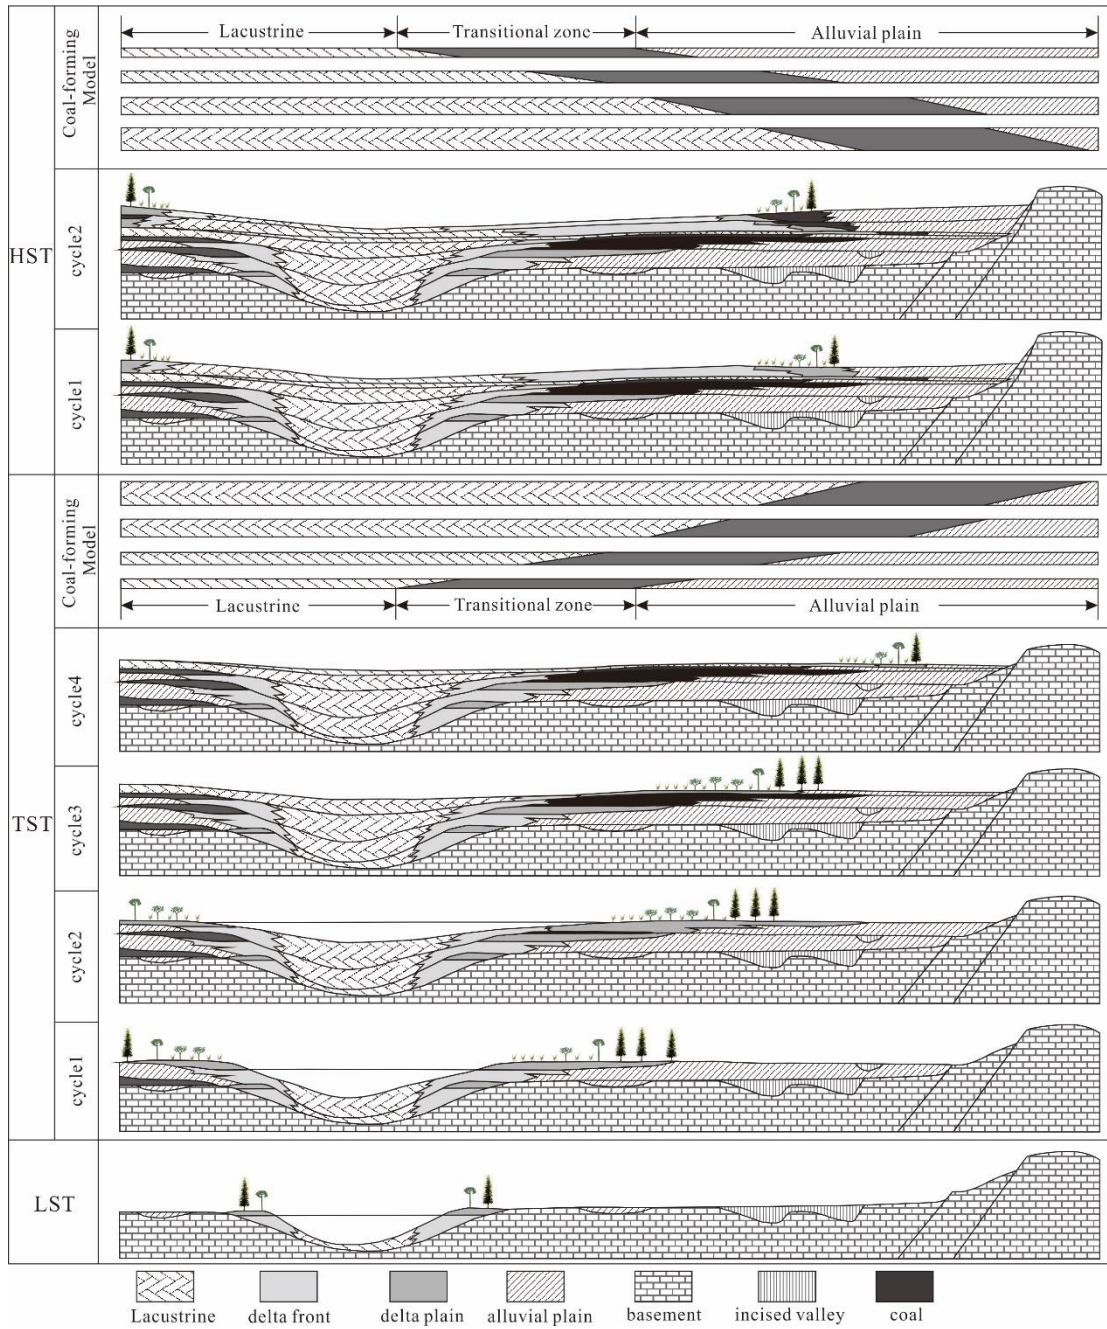 Lacustrine Transitional zone Alluvial plain
Coal-forming
Model
HST
cycle2
cycle1
Coal-forming
Model
Lacustrine Transitional zone Alluvial plain
TST
cycle4
cycle3
cycle2
cycle1
LST
Lacustrine delta front delta plain alluvial plain basement incised valley coal